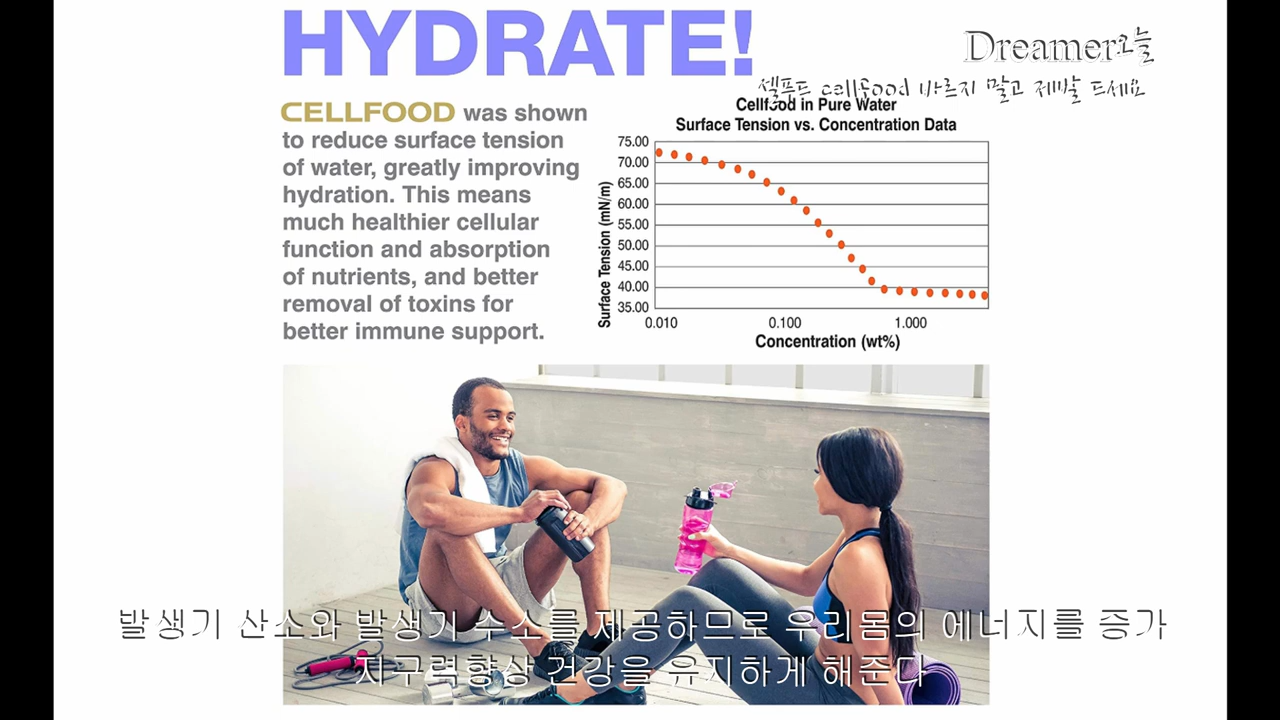 HYDRATE!
Dreamer오늘
셀푸드 cellfood 바르지 말고 제발 드세요
CELLFOOD was shown
to reduce surface tension
of water, greatly improving
hydration. This means
much healthier cellular
function and absorption
of nutrients, and better
removal of toxins for
better immune support.
Cellfood in Pure Water
Surface Tension vs. Concentration Data
Surface Tension (mN/m)
75.00
70.00
65.00
60.00
55.00
50.00
45.00
40.00
35.00
0.010 0.100 1.000
Concentration (wt%)
발생기 산소와 발생기 수소를 제공하므로 우리몸의 에너지를 증가
지구력향상 건강을 유지하게 해준다